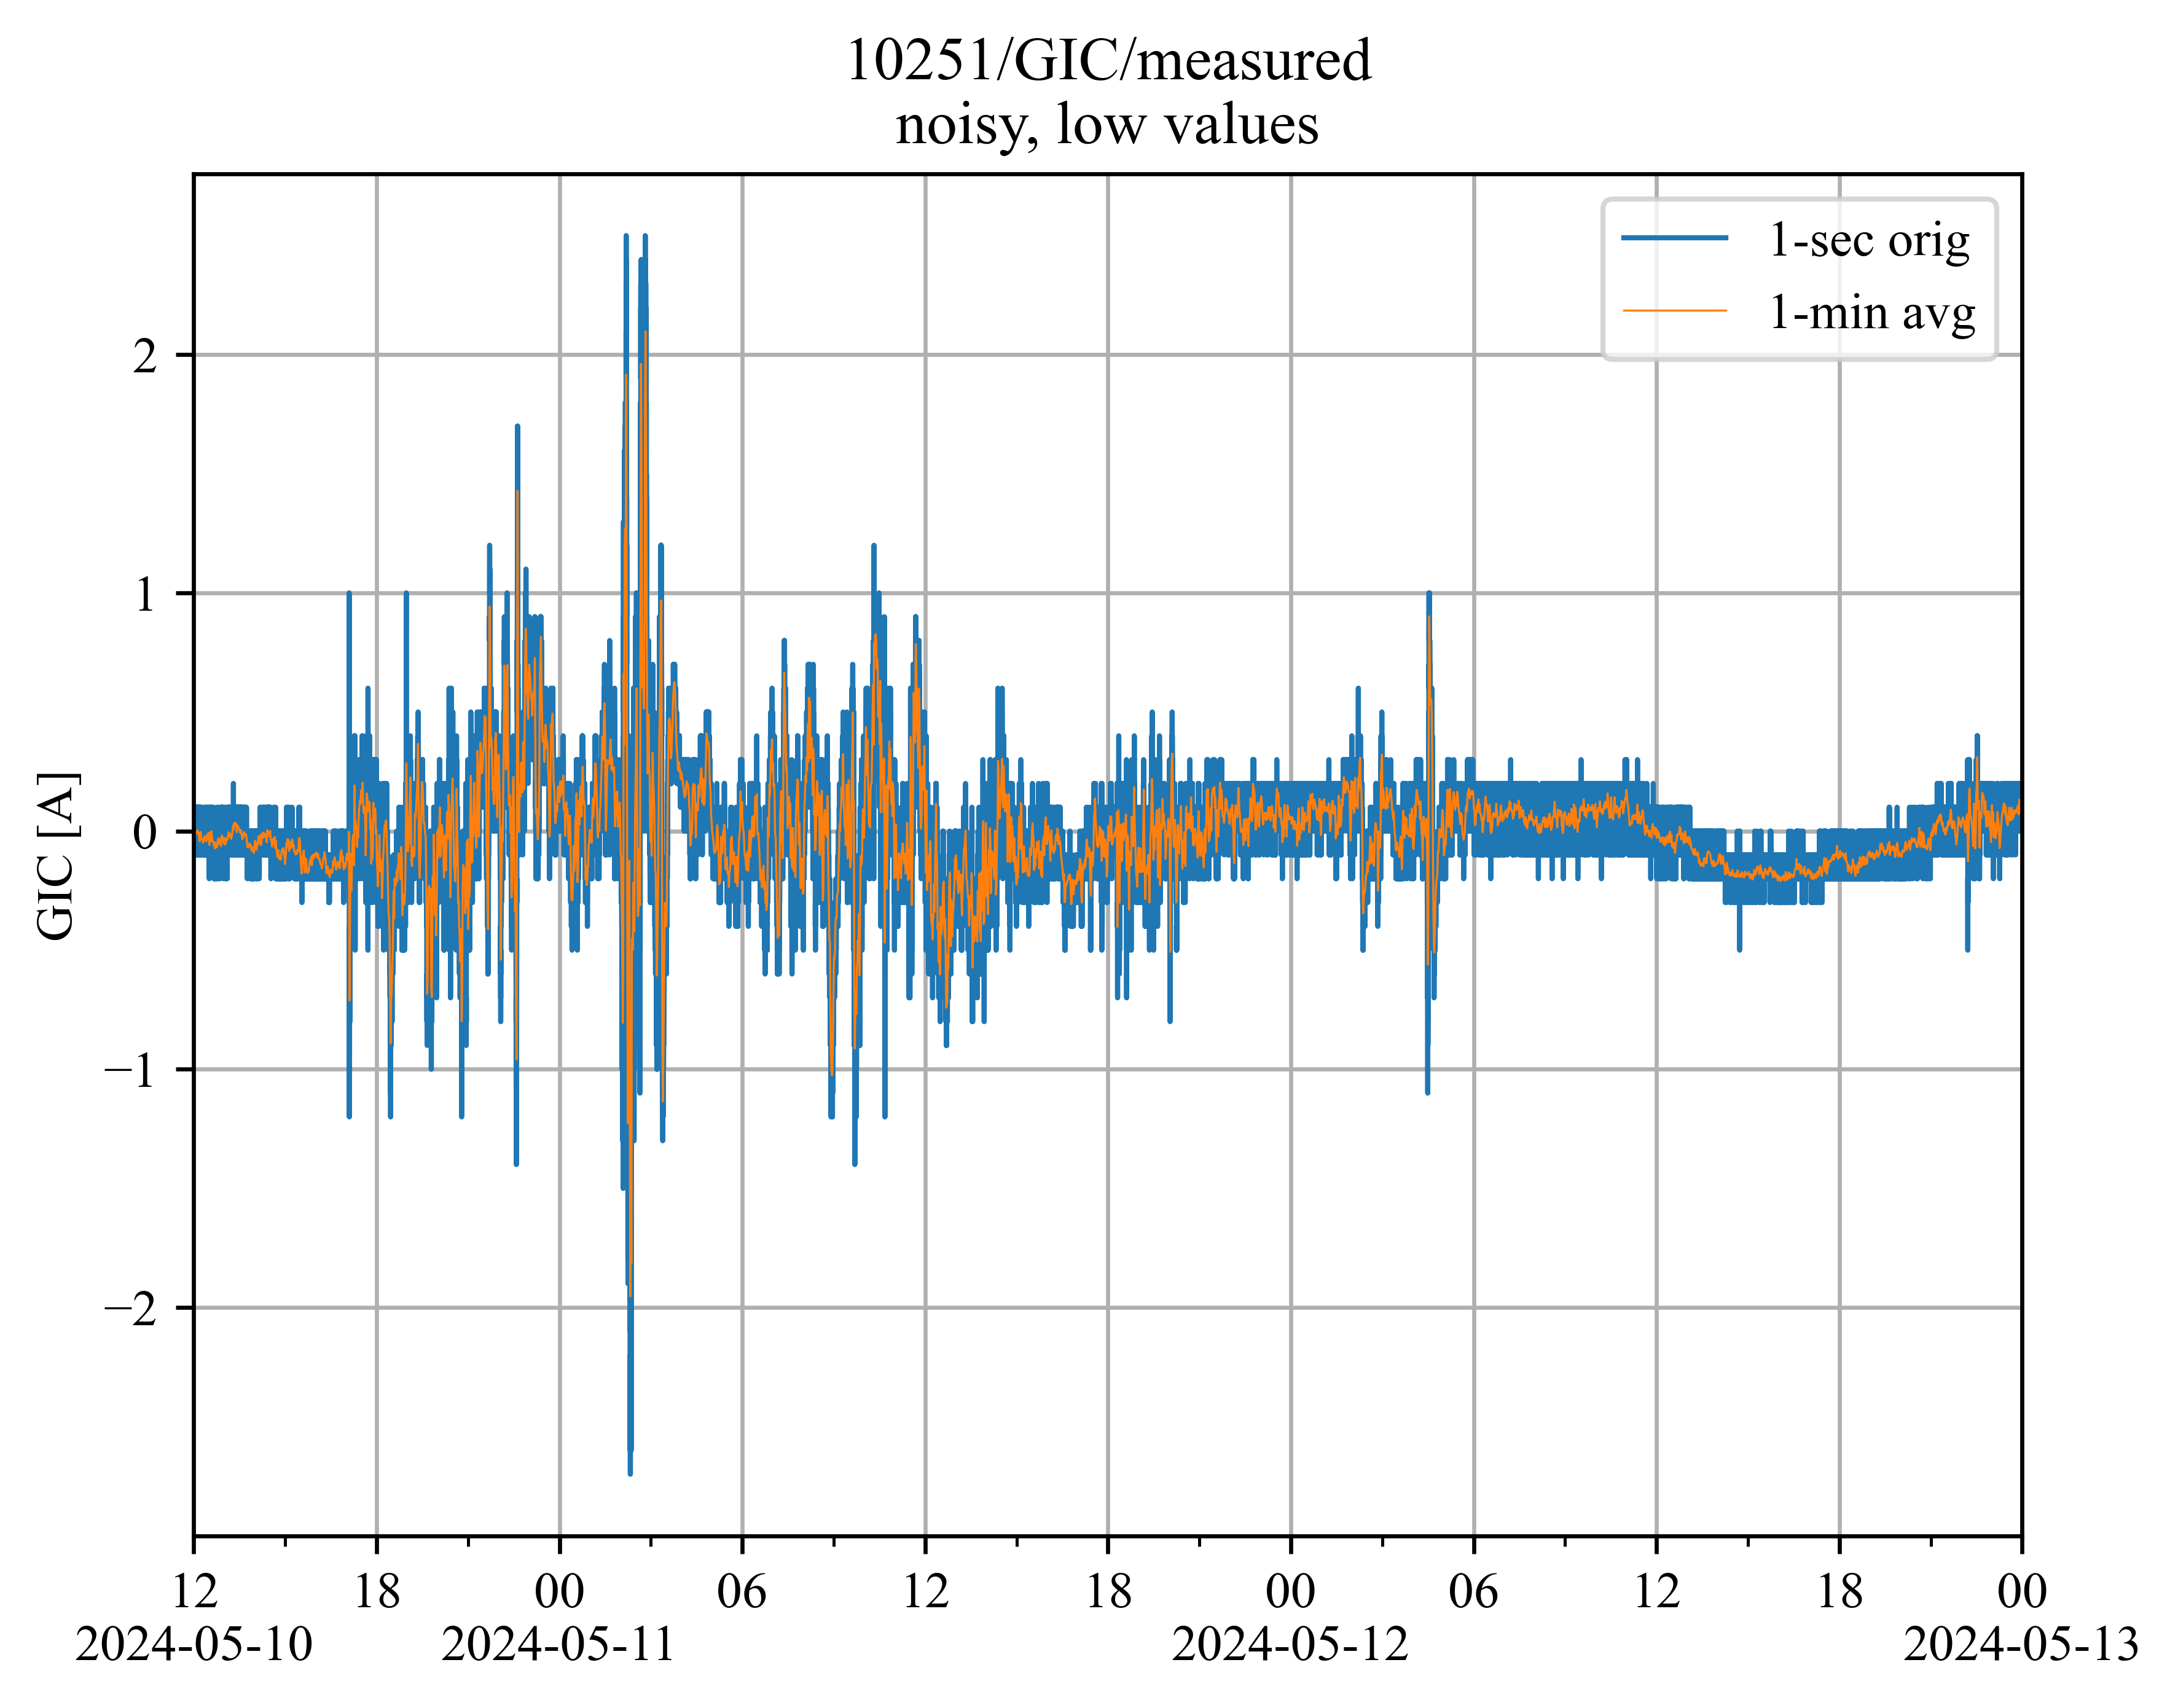 10251/GIC/measured
noisy, low values
1-sec orig
1-min avg
GIC [A]
2
1
0
−1
−2
12 18 00 06 12 18 00 06 12 18 00
2024-05-10 2024-05-11 2024-05-12 2024-05-13